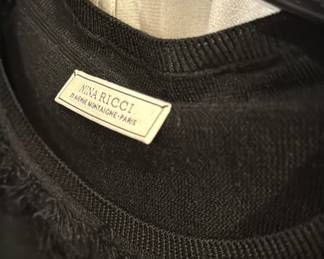 NINA RICCI
39 AVENUE MONTAIGNE-PARIS